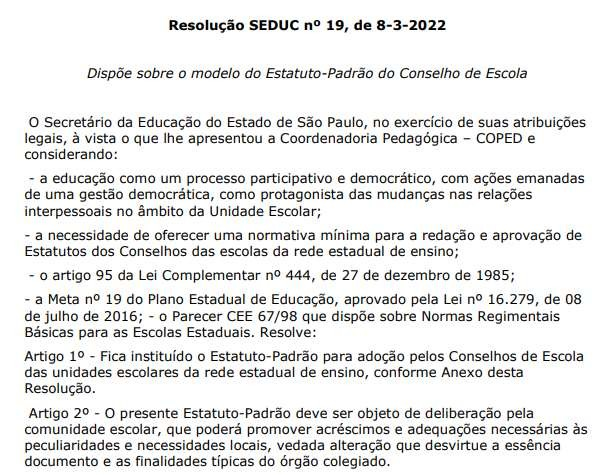 Resolução SEDUC nº 19, de 8-3-2022
Dispõe sobre o modelo do Estatuto-Padrão do Conselho de Escola
O Secretário da Educação do Estado de São Paulo, no exercício de suas atribuições
legais, à vista o que lhe apresentou a Coordenadoria Pedagógica – COPED e
considerando:
- a educação como um processo participativo e democrático, com ações emanadas
de uma gestão democrática, como protagonista das mudanças nas relações
interpessoais no âmbito da Unidade Escolar;
- a necessidade de oferecer uma normativa mínima para a redação e aprovação de
Estatutos dos Conselhos das escolas da rede estadual de ensino;
- o artigo 95 da Lei Complementar nº 444, de 27 de dezembro de 1985;
- a Meta nº 19 do Plano Estadual de Educação, aprovado pela Lei nº 16.279, de 08
de julho de 2016; - o Parecer CEE 67/98 que dispõe sobre Normas Regimentais
Básicas para as Escolas Estaduais. Resolve:
Artigo 1º - Fica instituído o Estatuto-Padrão para adoção pelos Conselhos de Escola
das unidades escolares da rede estadual de ensino, conforme Anexo desta
Resolução.
Artigo 2º - O presente Estatuto-Padrão deve ser objeto de deliberação pela
comunidade escolar, que poderá promover acréscimos e adequações necessárias às
peculiaridades e necessidades locais, vedada alteração que desvirtue a essência
documento e as finalidades típicas do órgão colegiado.